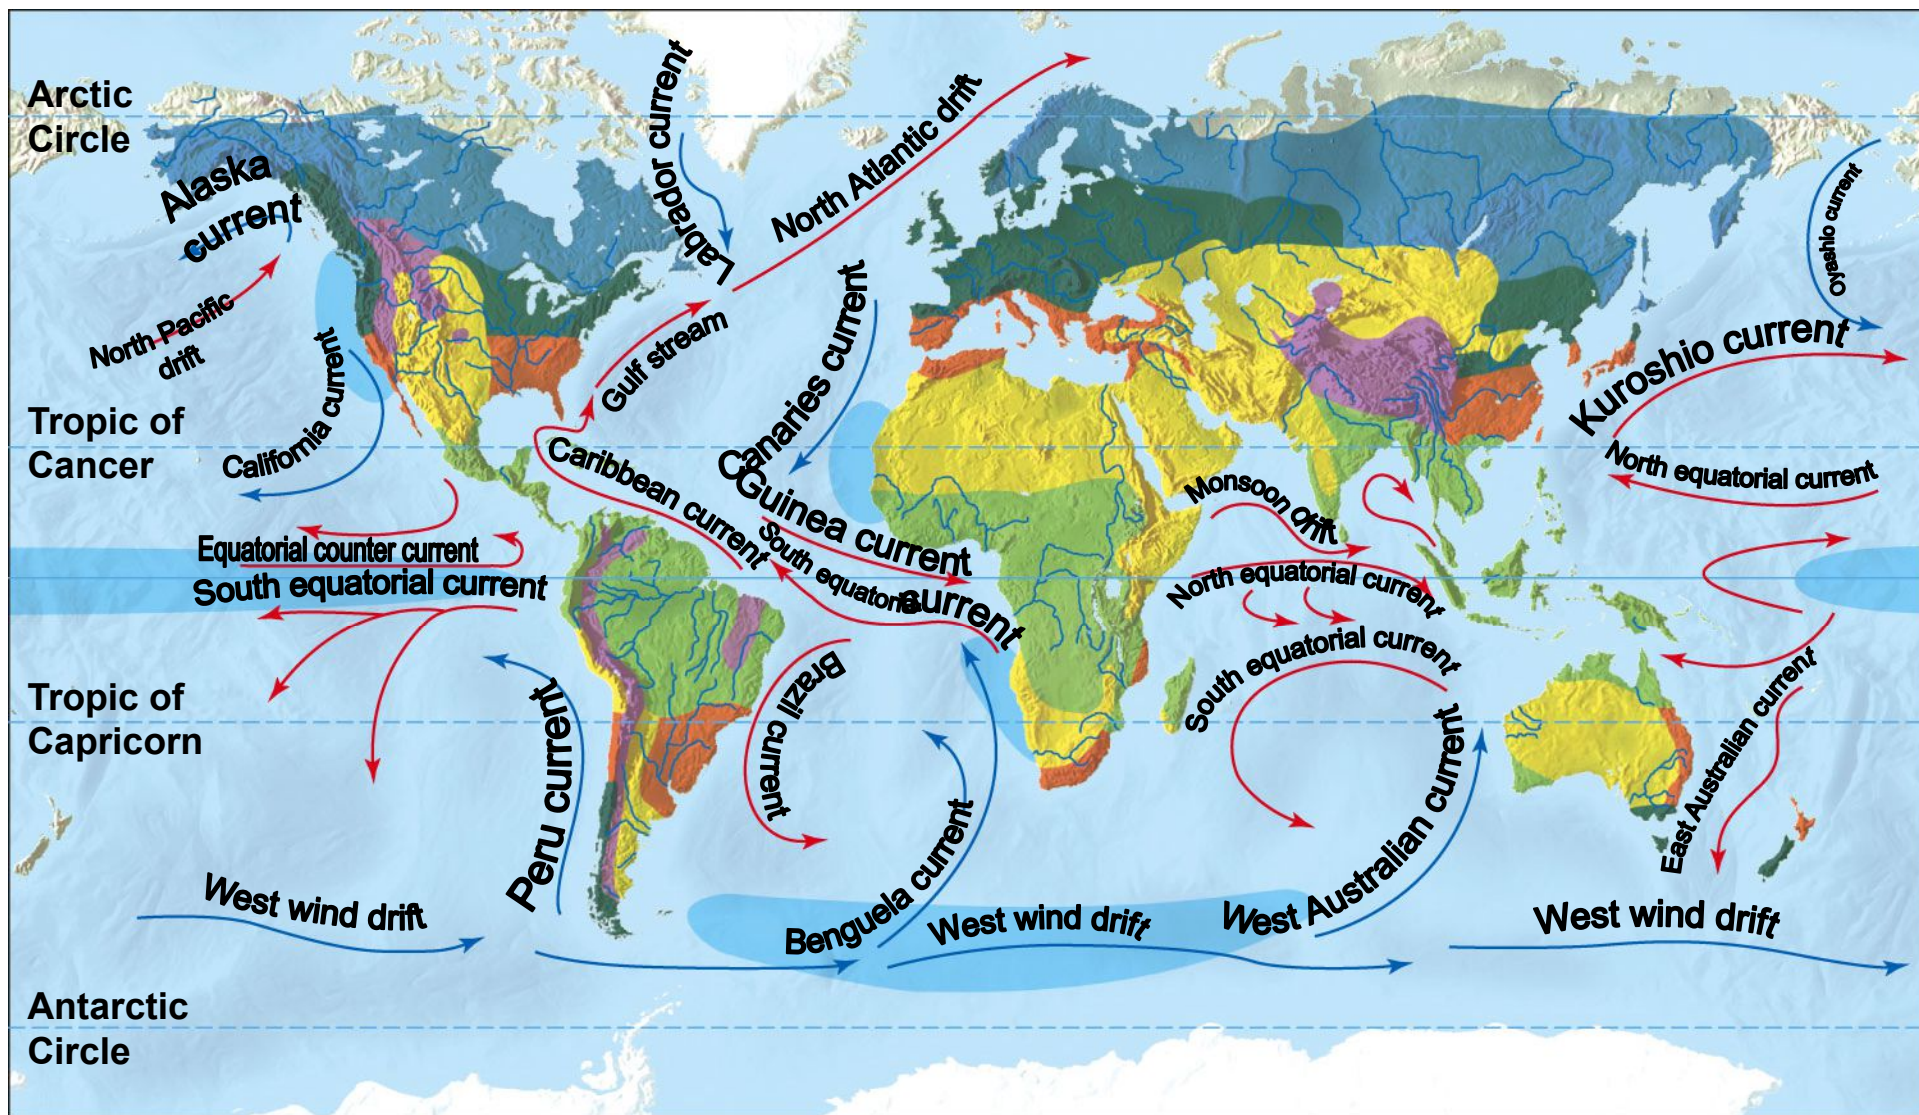 Arctic
Circle
Labrador current
North Atlantic drift
Alaska
current
Oyashio current
North Pacific
drift
California current
Gulf stream
Canaries current
Kuroshio current
Tropic of
Cancer
Caribbean current
Guinea current
Monsoon drift
North equatorial current
Equatorial counter current
South equatorial current
South equatorial
current
North equatorial current
South equatorial current
Tropic of
Capricorn
Peru current
Brazil current
Benguela current
West Australian current
East Australian current
West wind drift
West wind drift
West wind drift
Antarctic
Circle